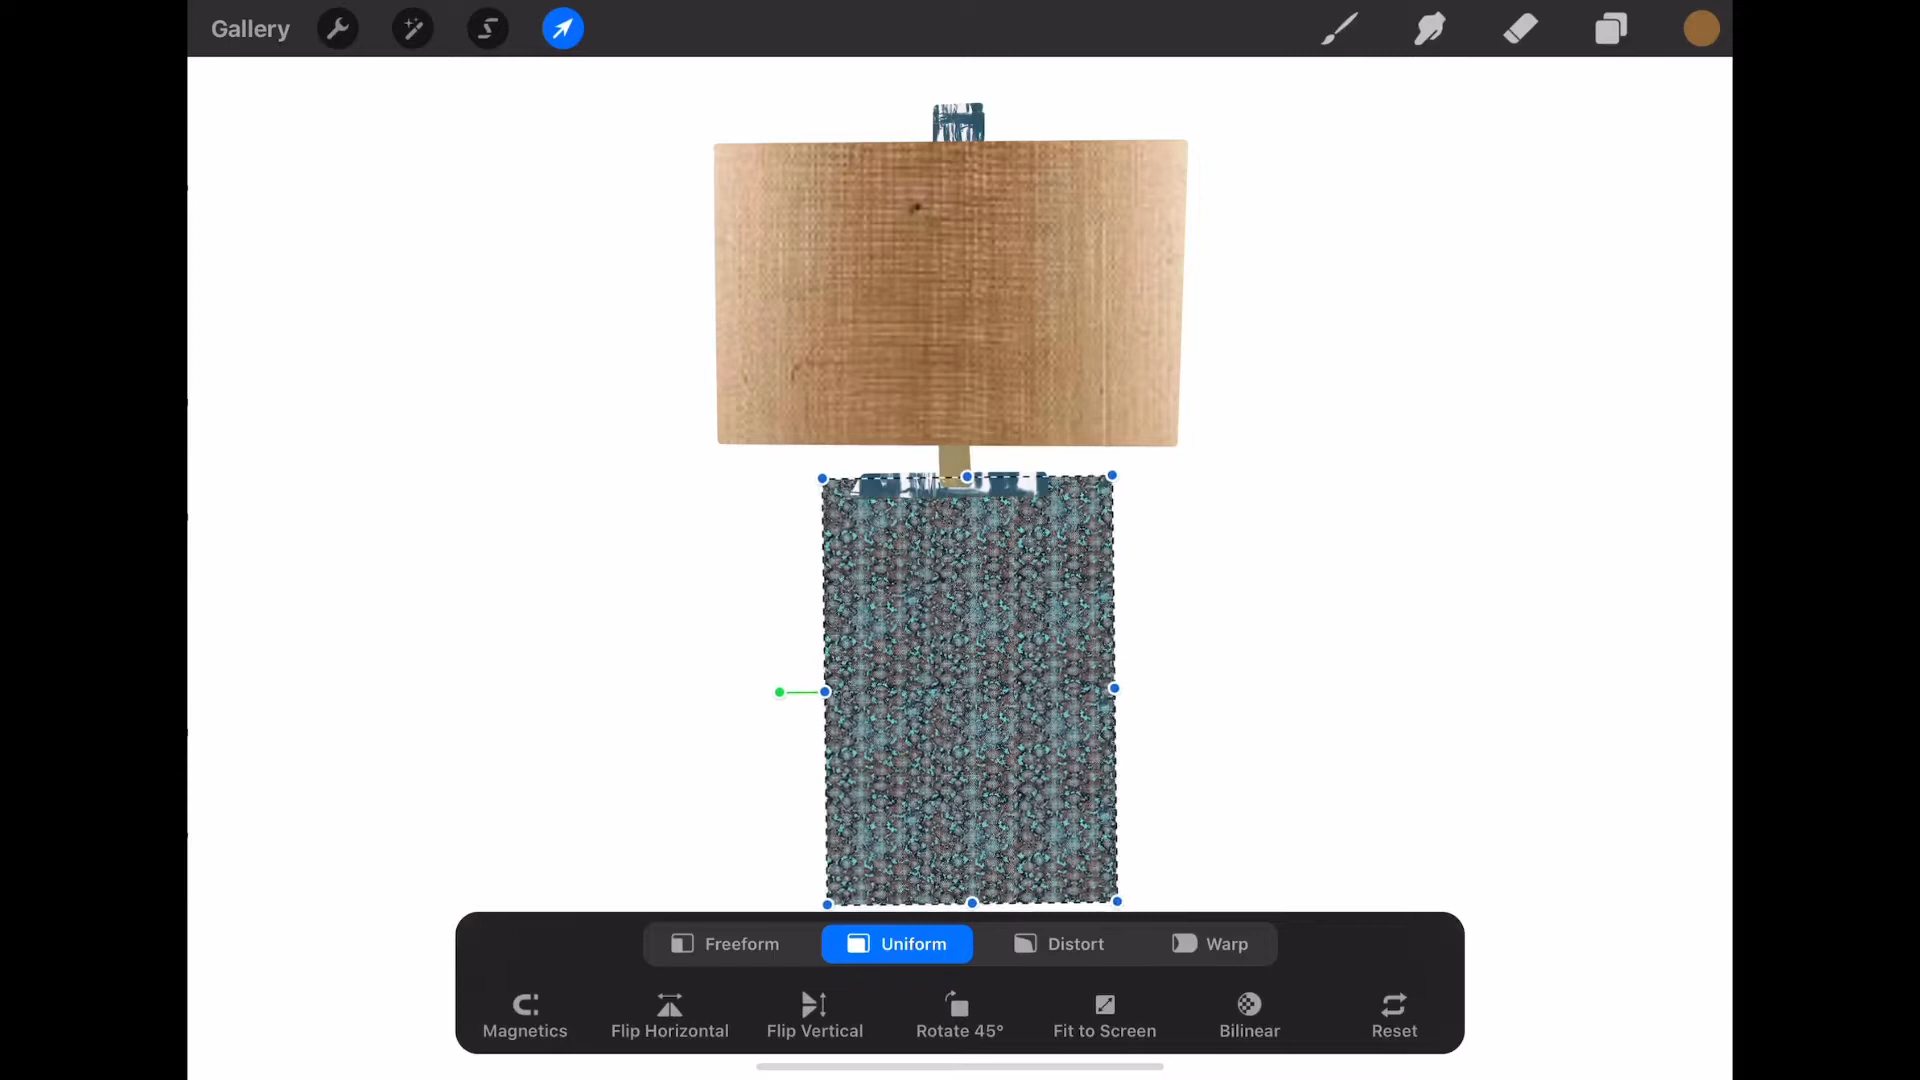 Gallery
Freeform Uniform Distort Warp
Magnetics Flip Horizontal Flip Vertical Rotate 45° Fit to Screen Bilinear Reset